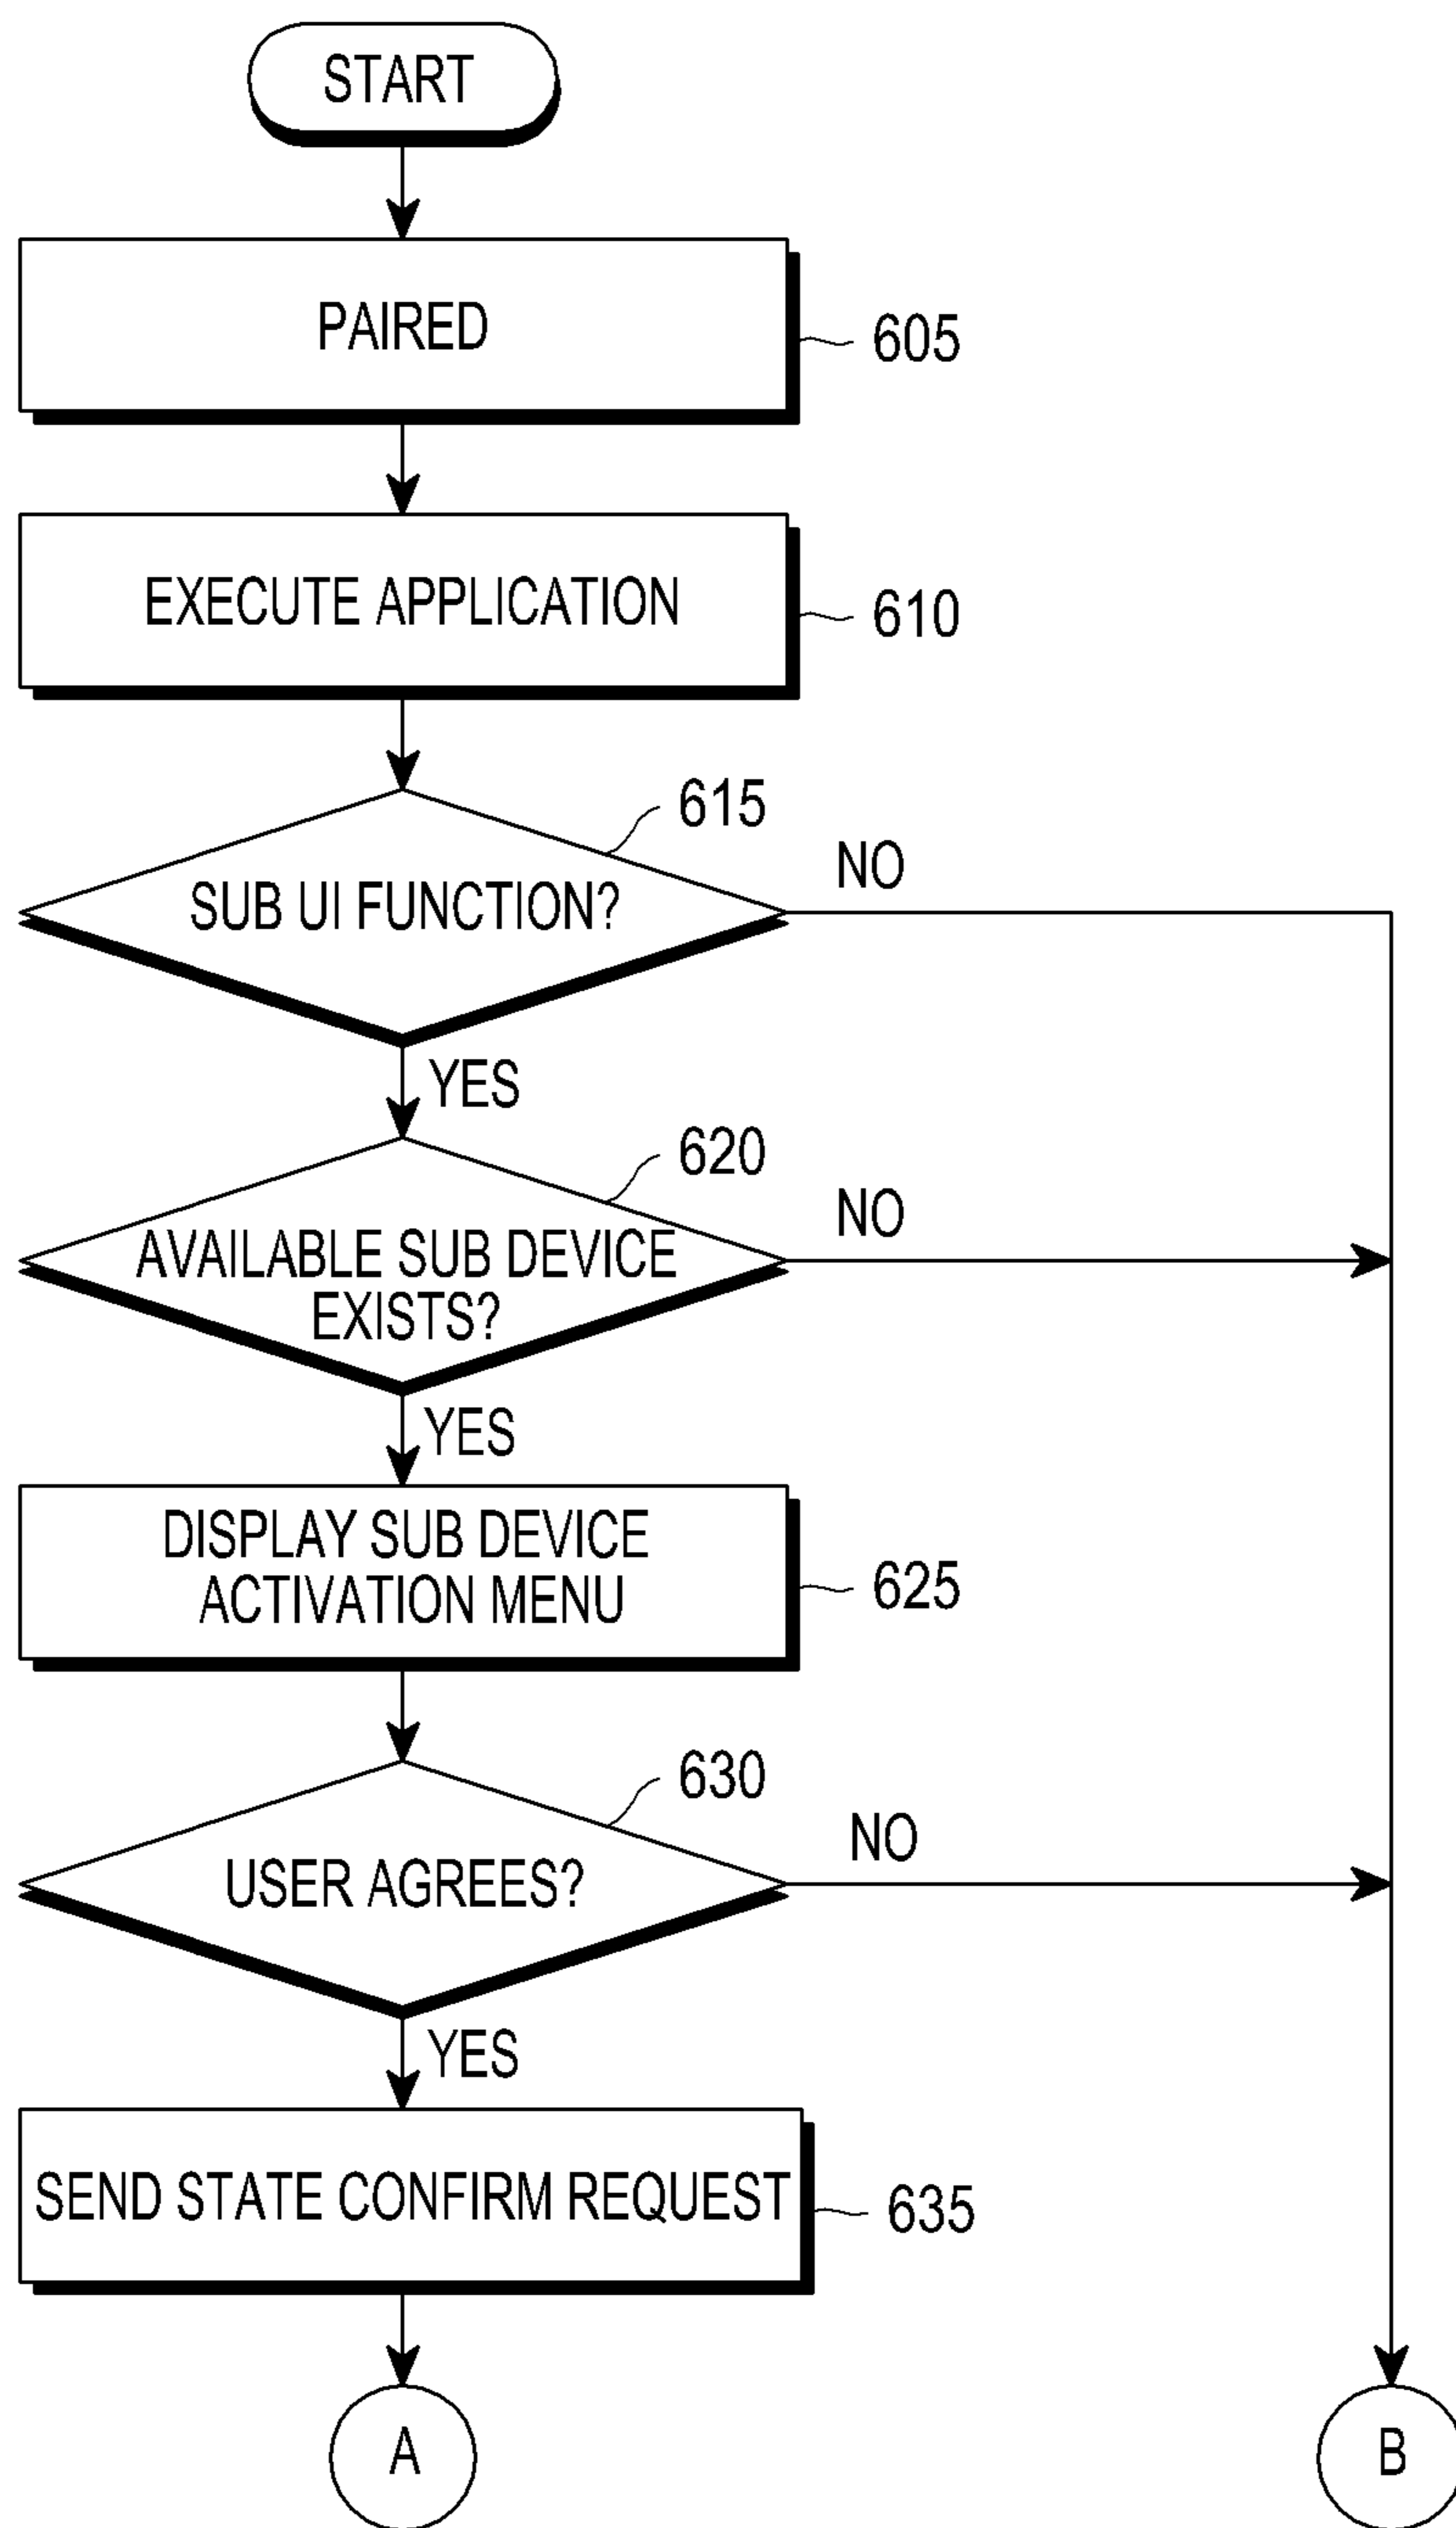 START
PAIRED
605
EXECUTE APPLICATION
610
615
SUB UI FUNCTION?
NO
YES
620
AVAILABLE SUB DEVICE
EXISTS?
NO
YES
DISPLAY SUB DEVICE
ACTIVATION MENU
625
630
USER AGREES?
NO
YES
SEND STATE CONFIRM REQUEST
635
A
B